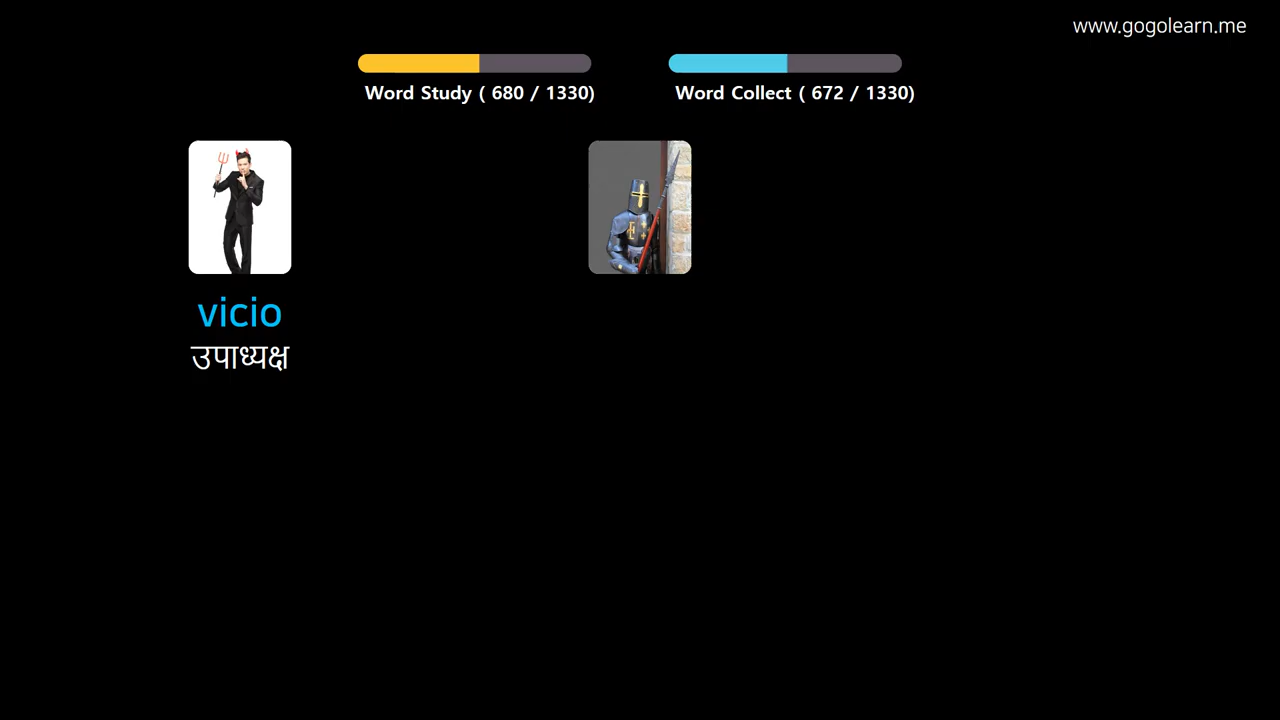 www.gogolearn.me
Word Study ( 680 / 1330)
Word Collect ( 672 / 1330)
vicio
उपाध्यक्ष